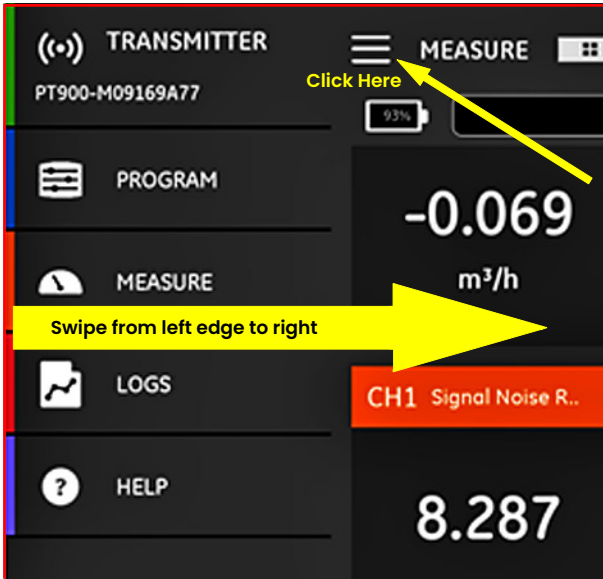 TRANSMITTER
PT900-M09169A77
MEASURE
Click Here
93%
PROGRAM
-0.069
m³/h
MEASURE
Swipe from left edge to right
LOGS
CH1 Signal Noise R..
HELP
8.287